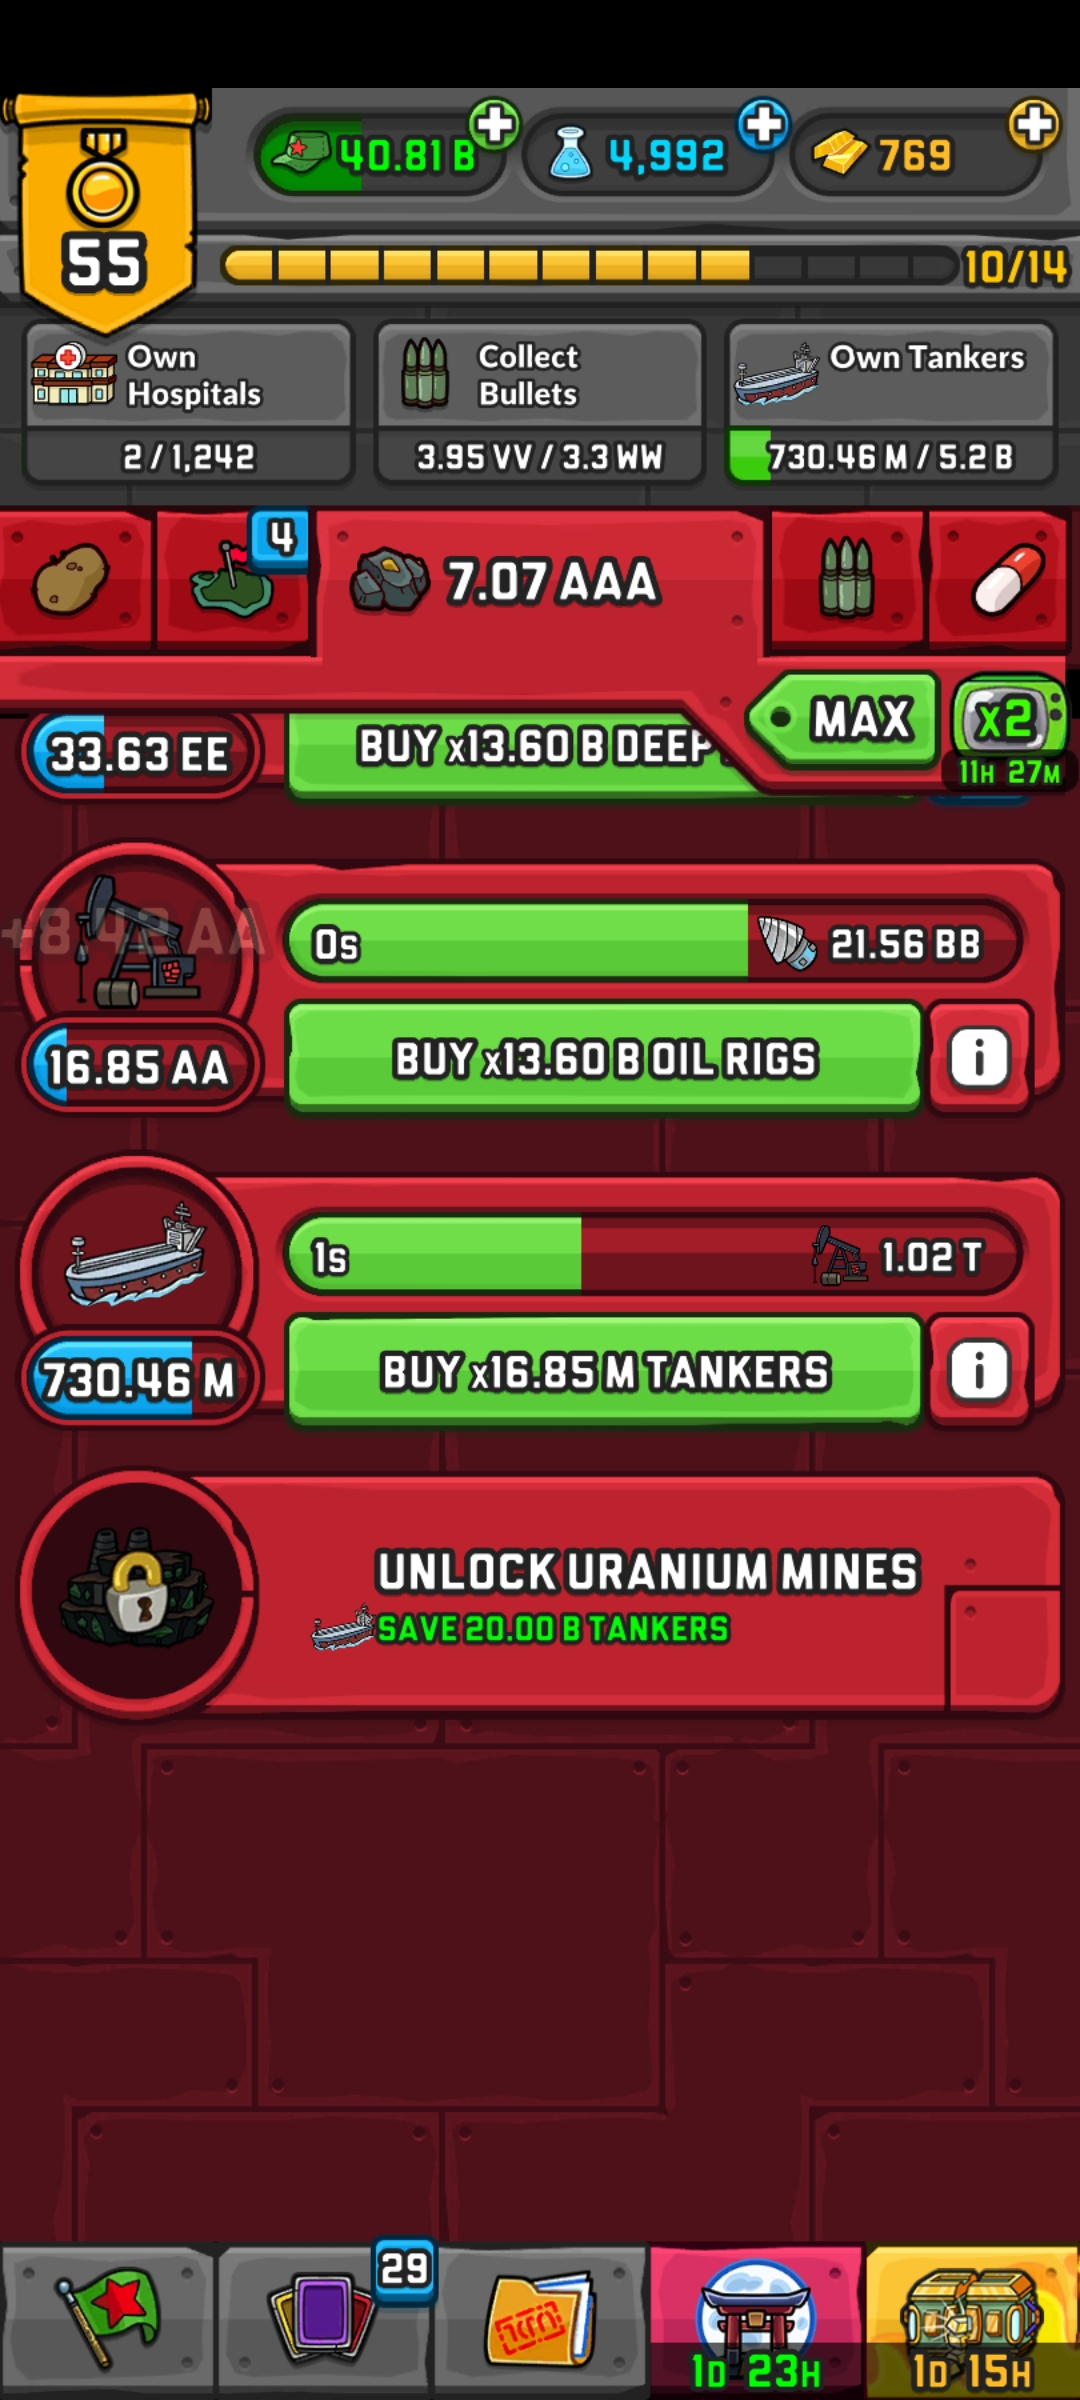 40.81 B
4,992
769
55
10/14
Own Hospitals
2 / 1,242
Collect Bullets
3.95 VV / 3.3 WW
Own Tankers
730.46 M / 5.2 B
4
7.07 AAA
MAX
x2
11H 27M
33.63 EE
BUY x13.60 B DEEP
+8.42 AA
0s
21.56 BB
16.85 AA
BUY x13.60 B OIL RIGS
i
1s
1.02 T
730.46 M
BUY x16.85 M TANKERS
i
UNLOCK URANIUM MINES
SAVE 20.00 B TANKERS
29
1D 23H
1D 15H